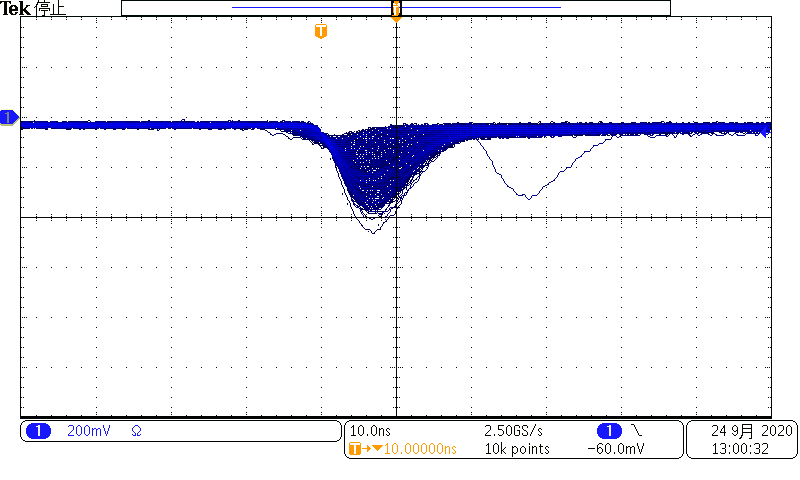 Tek 停止
T
T
1
1 200mV Ω
10.0ns 2.50GS/s 1
T→▼10.00000ns 10k points -60.0mV
24 9月 2020
13:00:32